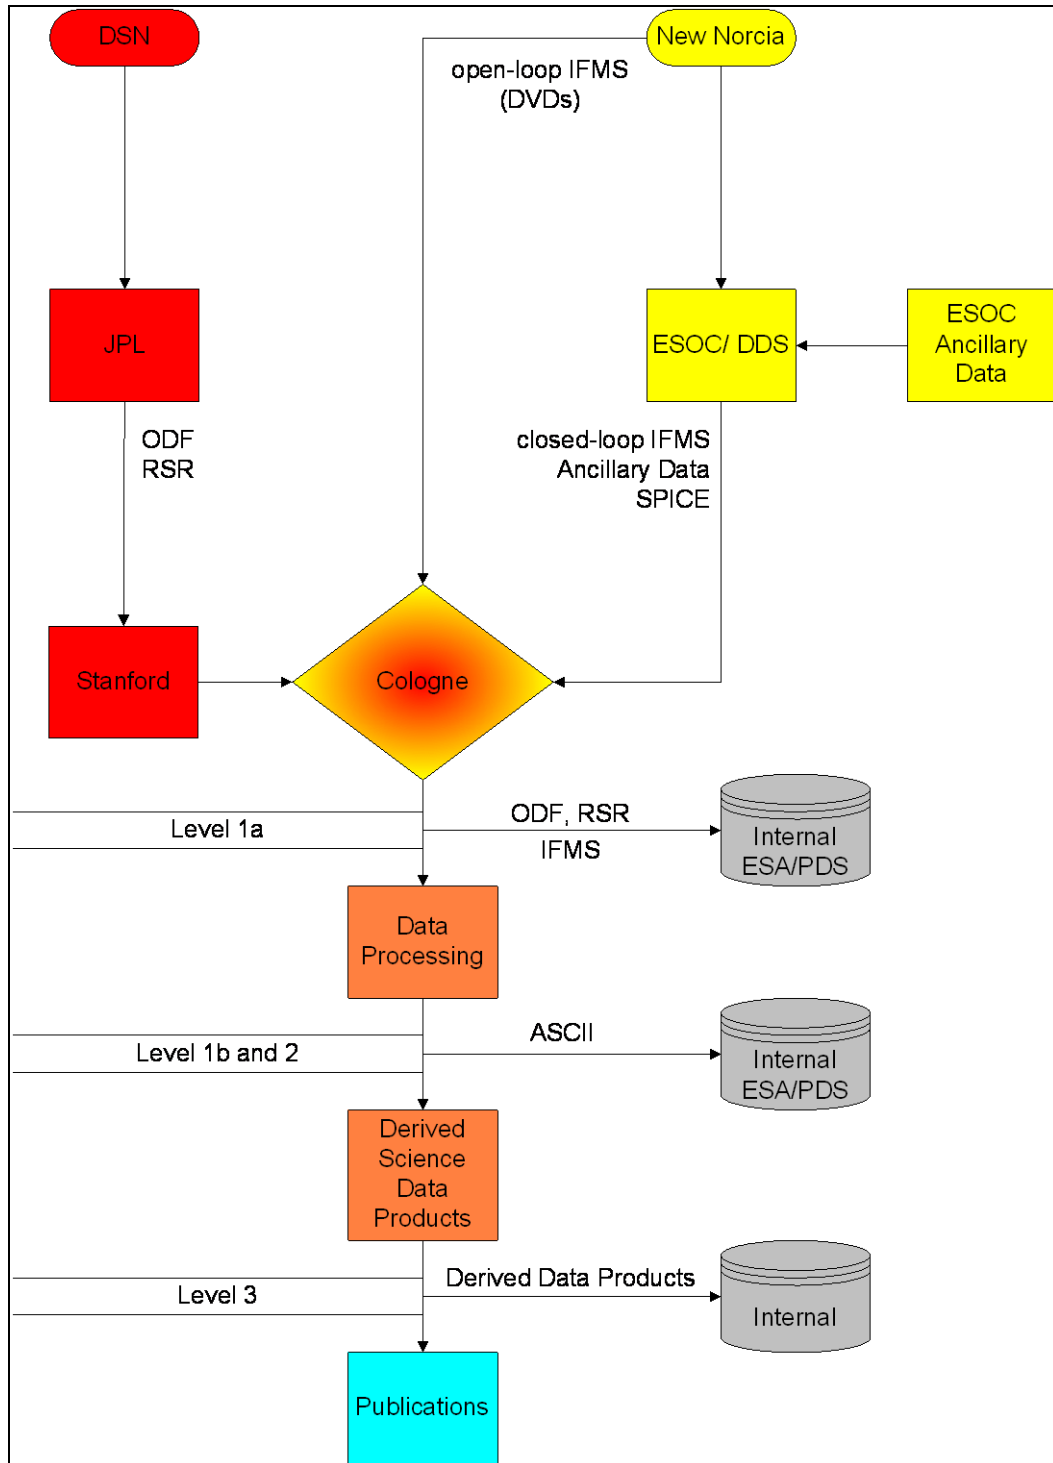 DSN
New Norcia
open-loop IFMS
(DVDs)
JPL
ESOC/ DDS
ESOC
Ancillary
Data
ODF
RSR
closed-loop IFMS
Ancillary Data
SPICE
Stanford
Cologne
Level 1a
ODF, RSR
IFMS
Internal
ESA/PDS
Data
Processing
Level 1b and 2
ASCII
Internal
ESA/PDS
Derived
Science
Data
Products
Level 3
Derived Data Products
Internal
Publications